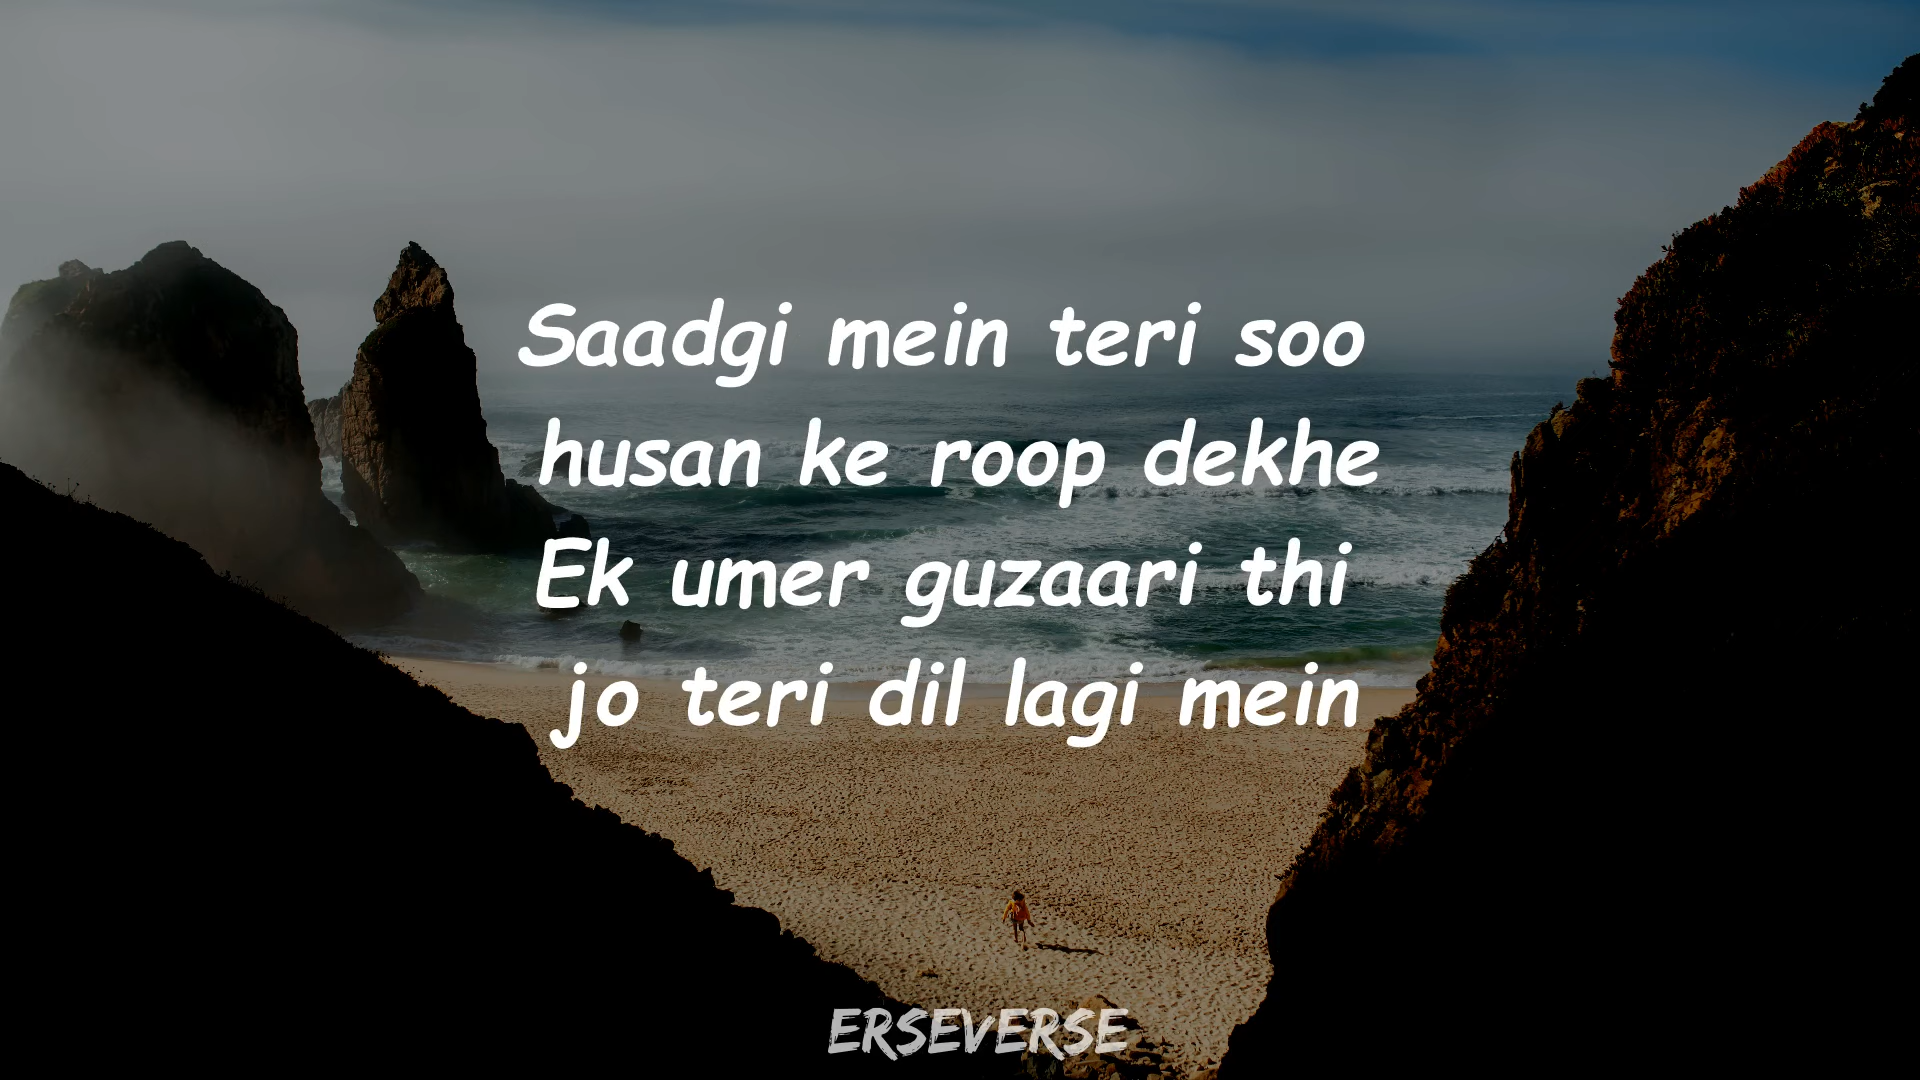 Saadgi mein teri soo
husan ke roop dekhe
Ek umer guzaari thi
jo teri dil lagi mein
ERSEVERSE